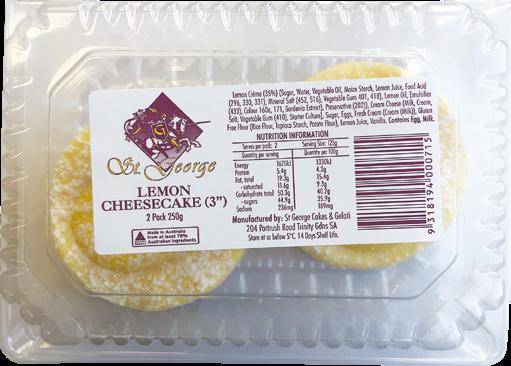 St. George
LEMON
CHEESECAKE (3")
2 Pack 250g
Made in Australia
from at least 70%
Australian ingredients
Lemon Crème (35%) (Sugar, Water, Vegetable Oil, Maize Starch, Lemon Juice, Food Acid
(296, 330, 331), Mineral Salt (452, 516), Vegetable Gum 401, 418), Lemon Oil, Emulsifier
(433), Colour 160c, 171, Gardenia Extract), Preservative (202)), Cream Cheese (Milk, Cream,
Salt, Vegetable Gum (410), Starter Culture), Sugar, Eggs, Fresh Cream (Cream (Milk)), Gluten
Free Flour (Rice Flour, Tapioca Starch, Potato Flour), Lemon Juice, Vanilla. Contains Egg, Milk.
NUTRITION INFORMATION
Servings per pack: 2 Serving Size: 125g
Quantity per serving Quantity per 100g
Energy 1670kJ 1330kJ
Protein 5.4g 4.3g
Fat, total 19.3g 15.4g
-saturated 11.6g 9.3g
Carbohydrate total 50.3g 40.2g
-sugars 44.9g 35.9g
Sodium 236mg 189mg
Manufactured by: St George Cakes & Gelati
204 Portrush Road Trinity Gdns SA
Store at or below 5°C. 14 Days Shelf Life.
9 318194 000715